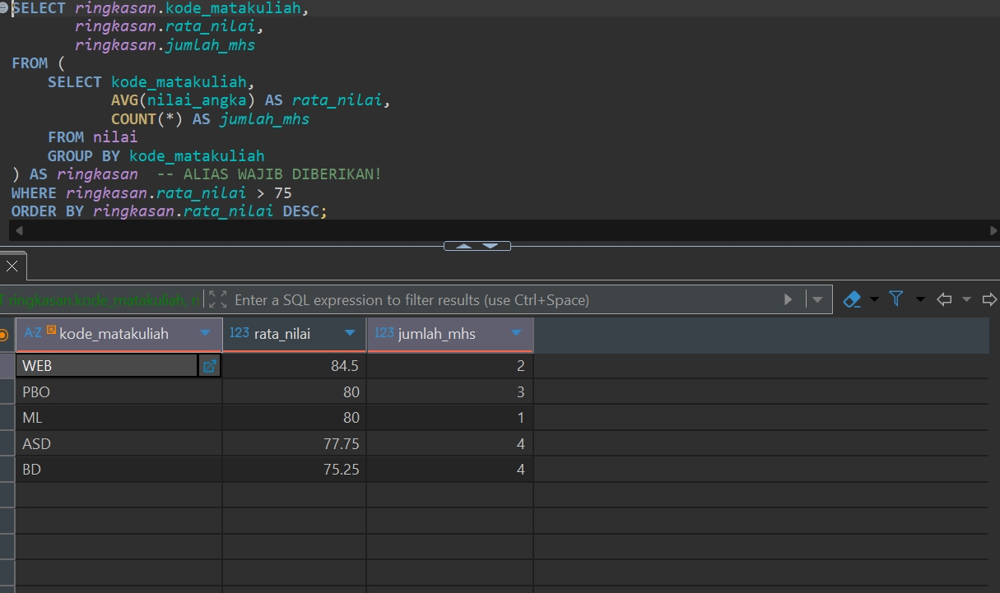 SELECT ringkasan.kode_matakuliah,
ringkasan.rata_nilai,
ringkasan.jumlah_mhs
FROM (
SELECT kode_matakuliah,
AVG(nilai_angka) AS rata_nilai,
COUNT(*) AS jumlah_mhs
FROM nilai
GROUP BY kode_matakuliah
) AS ringkasan -- ALIAS WAJIB DIBERIKAN!
WHERE ringkasan.rata_nilai > 75
ORDER BY ringkasan.rata_nilai DESC;
T ringkasan.kode_matakuliah, ri Enter a SQL expression to filter results (use Ctrl+Space)
A-Z kode_matakuliah 123 rata_nilai 123 jumlah_mhs
WEB 84.5 2
PBO 80 3
ML 80 1
ASD 77.75 4
BD 75.25 4